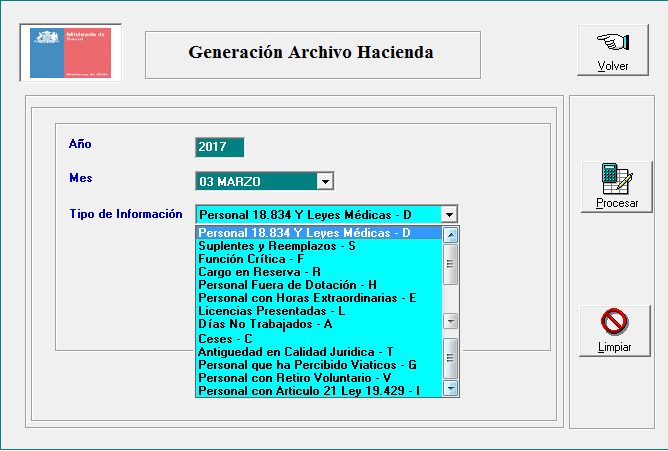 Ministerio de
Salud
Gobierno de Chile
Generación Archivo Hacienda
Volver
Año
2017
Mes
03 MARZO
Tipo de Información
Personal 18.834 Y Leyes Médicas - D
Personal 18.834 Y Leyes Médicas - D
Suplentes y Reemplazos - S
Función Crítica - F
Cargo en Reserva - R
Personal Fuera de Dotación - H
Personal con Horas Extraordinarias - E
Licencias Presentadas - L
Días No Trabajados - A
Ceses - C
Antiguedad en Calidad Juridica - T
Personal que ha Percibido Viaticos - G
Personal con Retiro Voluntario - V
Personal con Articulo 21 Ley 19.429 - I
Procesar
Limpiar